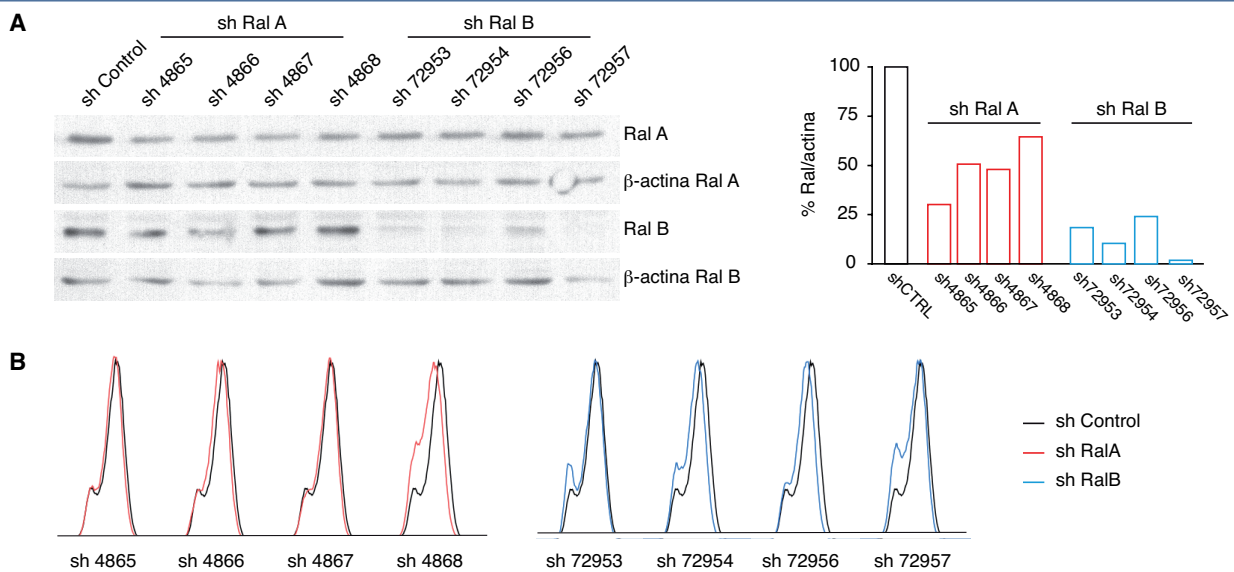 A
sh Ral A
sh Ral B
sh Control
sh 4865
sh 4866
sh 4867
sh 4868
sh 72953
sh 72954
sh 72956
sh 72957
Ral A
β-actina Ral A
Ral B
β-actina Ral B
% Ral/actina
100
75
50
25
0
sh Ral A
sh Ral B
shCTRL
sh4865
sh4866
sh4867
sh4868
sh72953
sh72954
sh72956
sh72957
B
sh 4865
sh 4866
sh 4867
sh 4868
sh 72953
sh 72954
sh 72956
sh 72957
sh Control
sh RalA
sh RalB